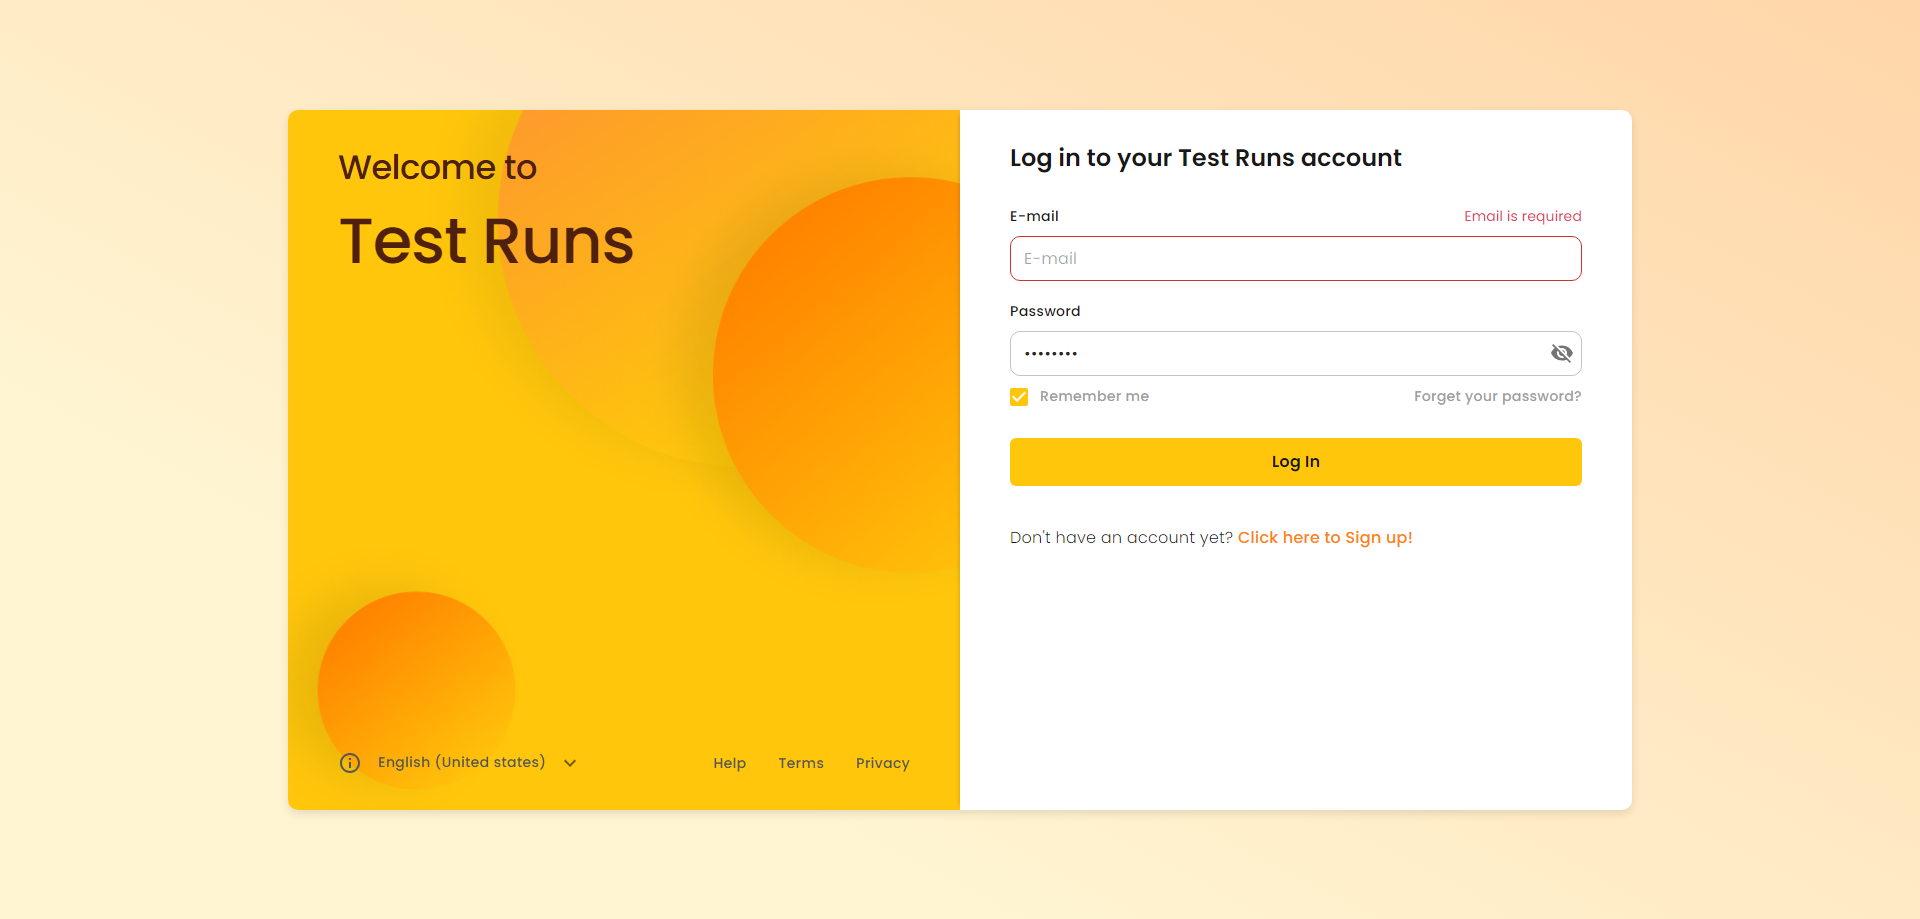 Welcome to
Test Runs
English (United states)
Help Terms Privacy
Log in to your Test Runs account
E-mail Email is required
E-mail
Password
••••••••
Remember me Forget your password?
Log In
Don't have an account yet? Click here to Sign up!